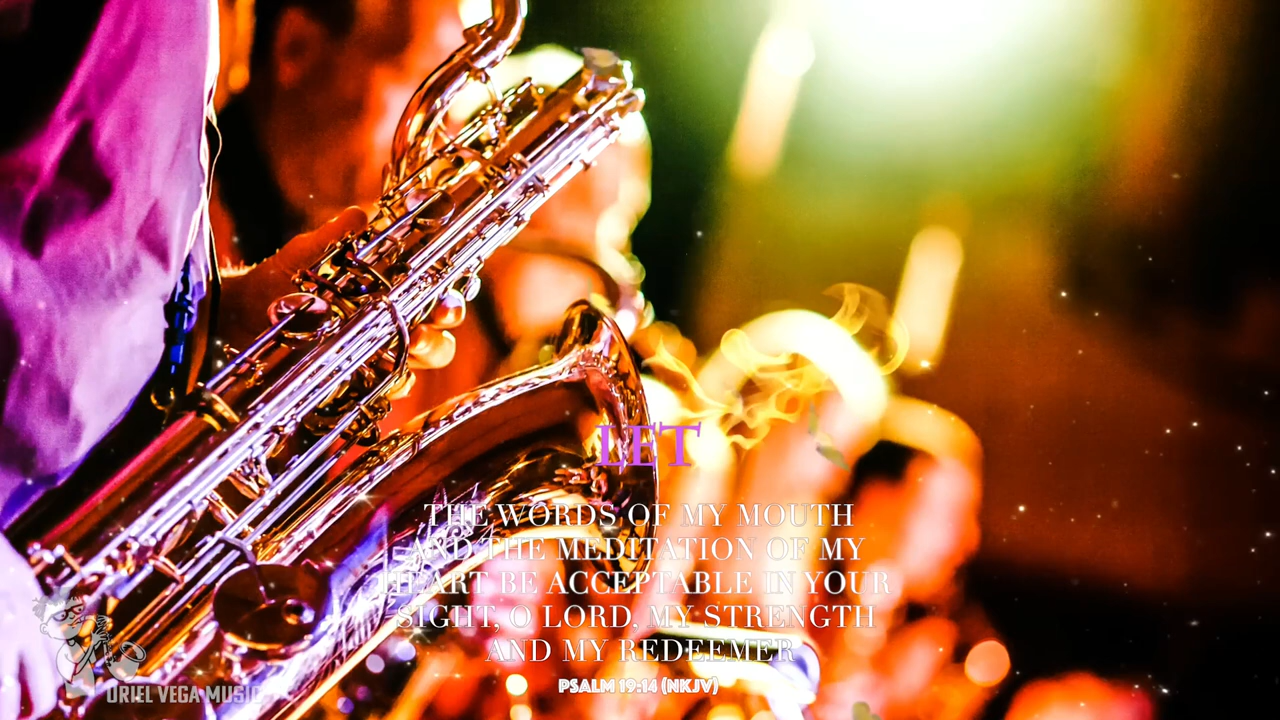 LET
THE WORDS OF MY MOUTH
AND THE MEDITATION OF MY
HEART BE ACCEPTABLE IN YOUR
SIGHT, O LORD, MY STRENGTH
AND MY REDEEMER
PSALM 19:14 (NKJV)
ORIEL VEGA MUSIC